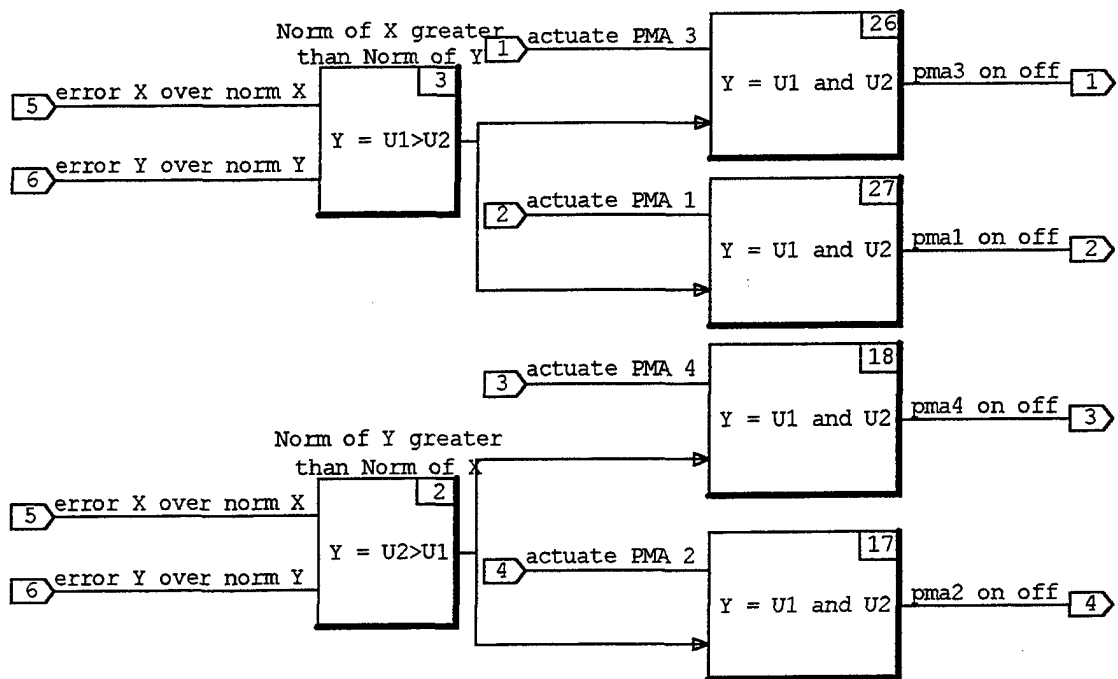 Norm of X greater
than Norm of Y
1
actuate PMA 3
26
Y = U1 and U2
pma3 on off
1
5
error X over norm X
3
Y = U1>U2
6
error Y over norm Y
2
actuate PMA 1
27
Y = U1 and U2
pma1 on off
2
3
actuate PMA 4
18
Y = U1 and U2
pma4 on off
3
Norm of Y greater
than Norm of X
5
error X over norm X
2
Y = U2>U1
6
error Y over norm Y
4
actuate PMA 2
17
Y = U1 and U2
pma2 on off
4